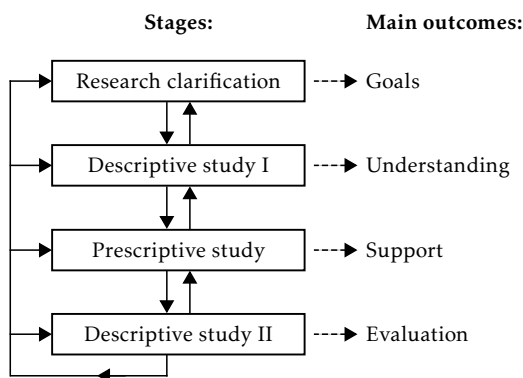 Stages: Main outcomes:
Research clarification Goals
Descriptive study I Understanding
Prescriptive study Support
Descriptive study II Evaluation